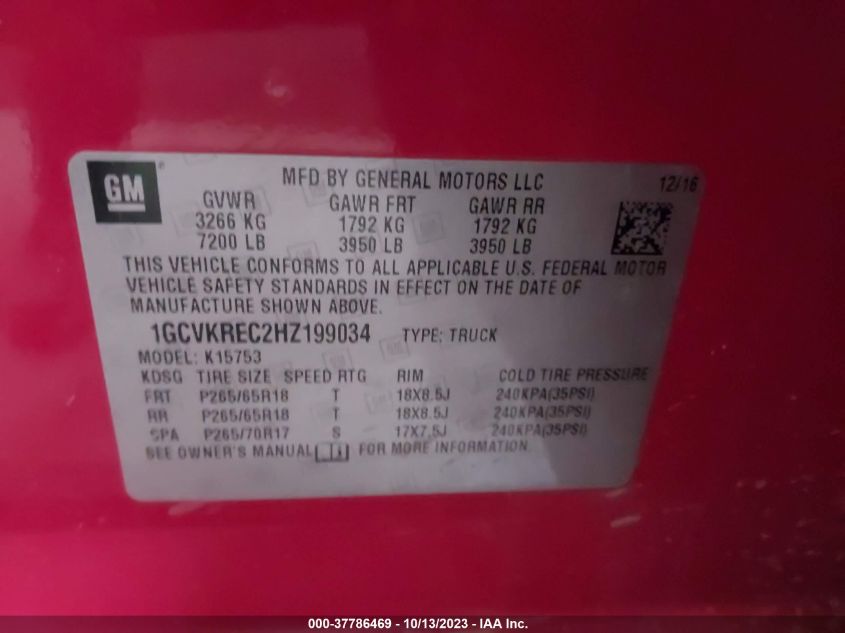 GM
MFD BY GENERAL MOTORS LLC 12/16
GVWR GAWR FRT GAWR RR
3266 KG 1792 KG 1792 KG
7200 LB 3950 LB 3950 LB
THIS VEHICLE CONFORMS TO ALL APPLICABLE U.S. FEDERAL MOTOR
VEHICLE SAFETY STANDARDS IN EFFECT ON THE DATE OF
MANUFACTURE SHOWN ABOVE.
1GCVKREC2HZ199034 TYPE: TRUCK
MODEL: K15753
KDSG TIRE SIZE SPEED RTG RIM COLD TIRE PRESSURE
FRT P265/65R18 T 18X8.5J 240KPA(35PSI)
RR P265/65R18 T 18X8.5J 240KPA(35PSI)
SPA P265/70R17 S 17X7.5J 240KPA(35PSI)
SEE OWNER'S MANUAL FOR MORE INFORMATION
000-37786469 - 10/13/2023 - IAA Inc.